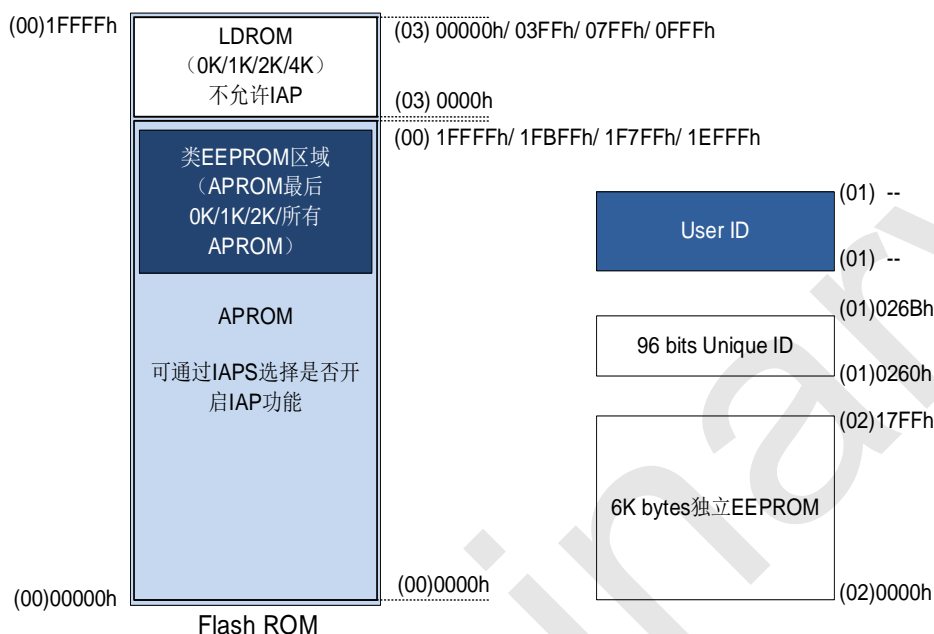 (00)1FFFFh
LDROM
（0K/1K/2K/4K）
不允许IAP
(03) 00000h/ 03FFh/ 07FFh/ 0FFFh
(03) 0000h
(00) 1FFFFh/ 1FBFFh/ 1F7FFh/ 1EFFFh
类EEPROM区域
（APROM最后
0K/1K/2K/所有
APROM）
APROM
可通过IAPS选择是否开
启IAP功能
(00)00000h
(00)0000h
Flash ROM
(01) --
User ID
(01) --
(01)026Bh
96 bits Unique ID
(01)0260h
(02)17FFh
6K bytes独立EEPROM
(02)0000h